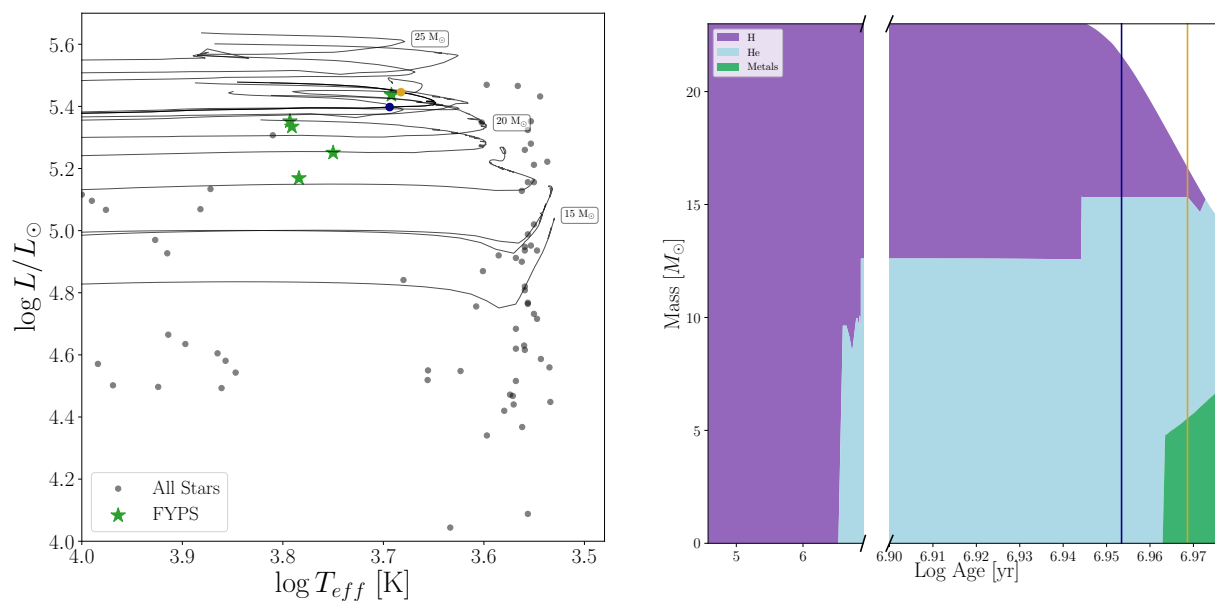 5.6
5.4
5.2
5.0
4.8
4.6
4.4
4.2
4.0
log L/L⊙
25 M⊙
20 M⊙
15 M⊙
All Stars
FYPS
4.0 3.9 3.8 3.7 3.6 3.5
log T_eff [K]
H
He
Metals
20
15
10
5
0
Mass [M⊙]
5 6 6.90 6.91 6.92 6.93 6.94 6.95 6.96 6.97
Log Age [yr]